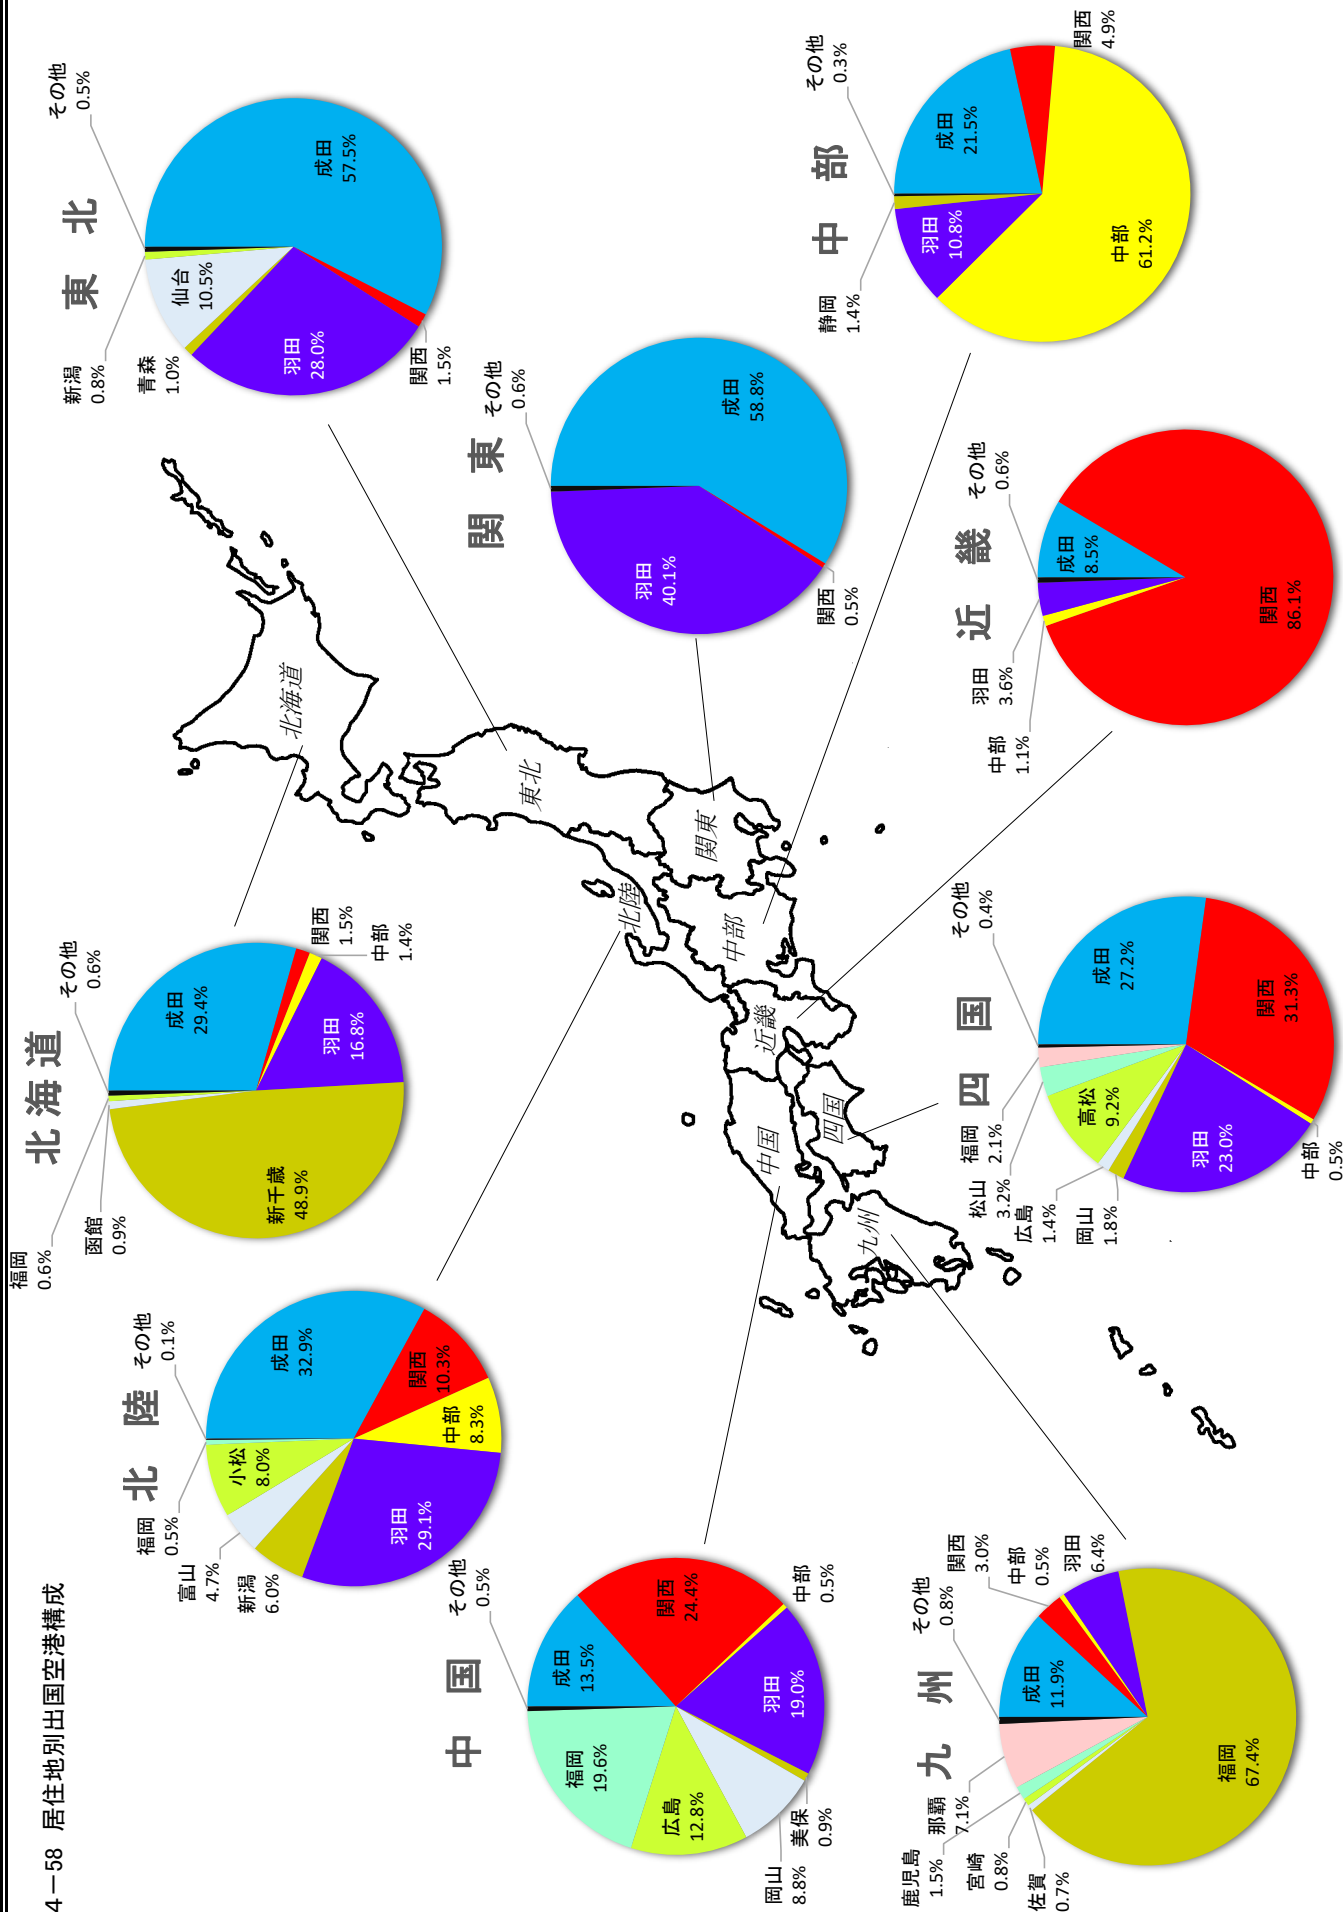 4－58 居住地別出国空港構成
北海道
その他
0.6%
成田
29.4%
関西
1.5%
中部
1.4%
羽田
16.8%
新千歳
48.9%
函館
0.9%
福岡
0.6%
東北
その他
0.5%
成田
57.5%
関西
1.5%
羽田
28.0%
青森
1.0%
仙台
10.5%
新潟
0.8%
北陸
その他
0.1%
成田
32.9%
関西
10.3%
中部
8.3%
羽田
29.1%
新潟
6.0%
富山
4.7%
小松
8.0%
福岡
0.5%
関東
その他
0.6%
成田
58.8%
関西
0.5%
羽田
40.1%
中国
その他
0.5%
成田
13.5%
関西
24.4%
中部
0.5%
羽田
19.0%
美保
0.9%
岡山
8.8%
広島
12.8%
福岡
19.6%
中部
その他
0.3%
成田
21.5%
関西
4.9%
中部
61.2%
羽田
10.8%
静岡
1.4%
九州
その他
0.8%
成田
11.9%
関西
3.0%
中部
0.5%
羽田
6.4%
福岡
67.4%
佐賀
0.7%
宮崎
0.8%
鹿児島
1.5%
那覇
7.1%
四国
その他
0.4%
成田
27.2%
関西
31.3%
中部
0.5%
羽田
23.0%
岡山
1.8%
広島
1.4%
高松
9.2%
松山
3.2%
福岡
2.1%
近畿
その他
0.6%
成田
8.5%
関西
86.1%
中部
1.1%
羽田
3.6%
北海道
東北
北陸
関東
中部
近畿
中国
四国
九州